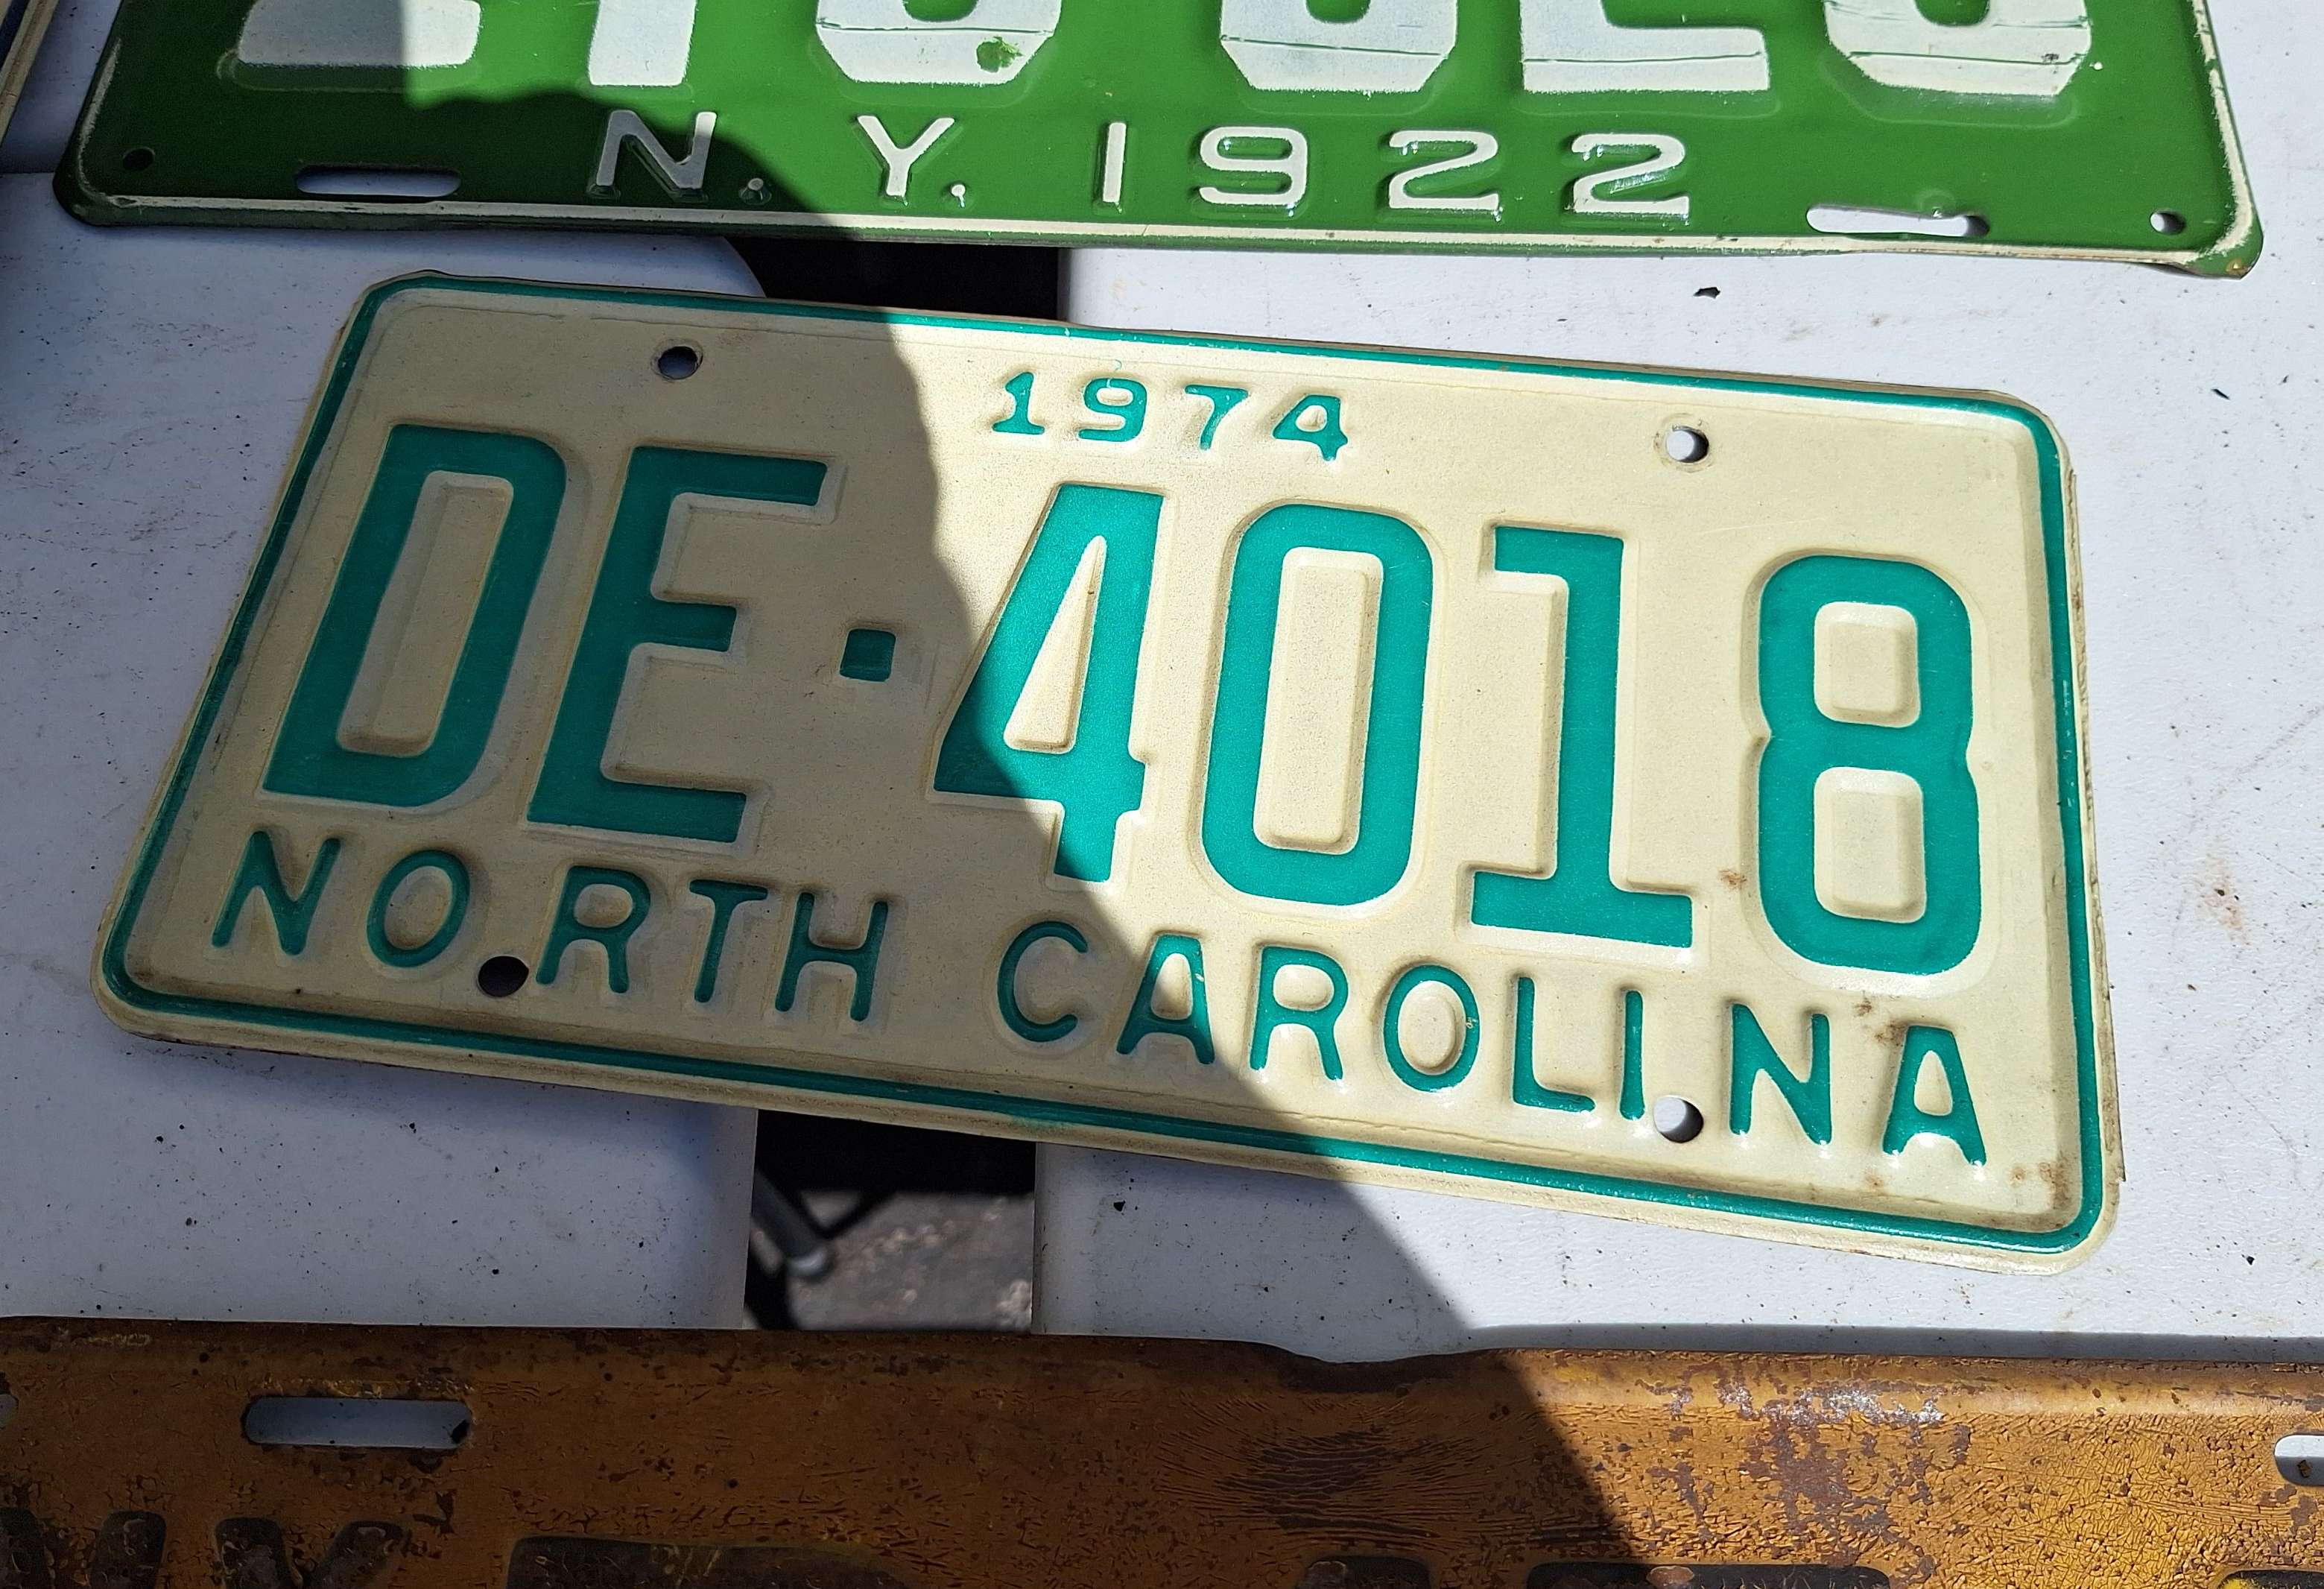 N. Y. 1922
1974
DE·4018
NORTH CAROLINA